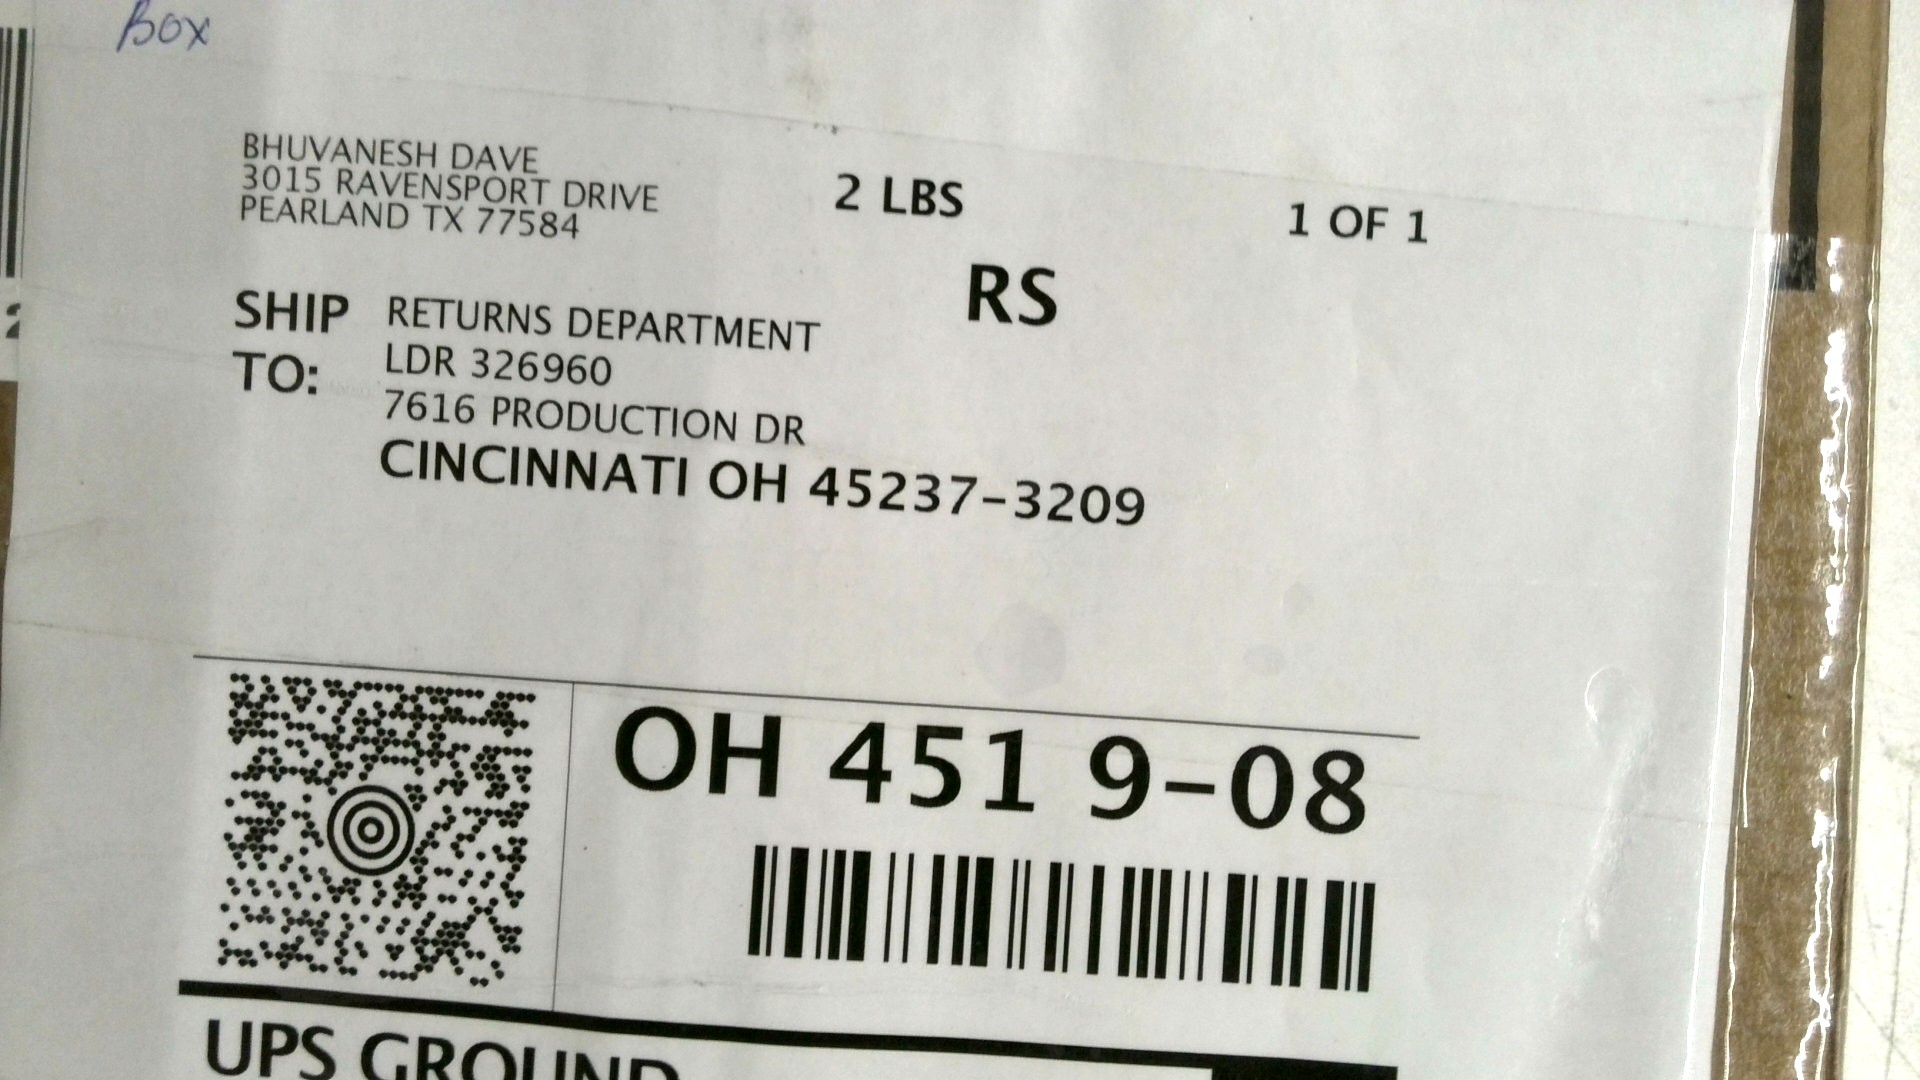 Box
BHUVANESH DAVE
3015 RAVENSPORT DRIVE
PEARLAND TX 77584
2 LBS
1 OF 1
RS
SHIP TO:
RETURNS DEPARTMENT
LDR 326960
7616 PRODUCTION DR
CINCINNATI OH 45237-3209
OH 451 9-08
UPS GROUND
2